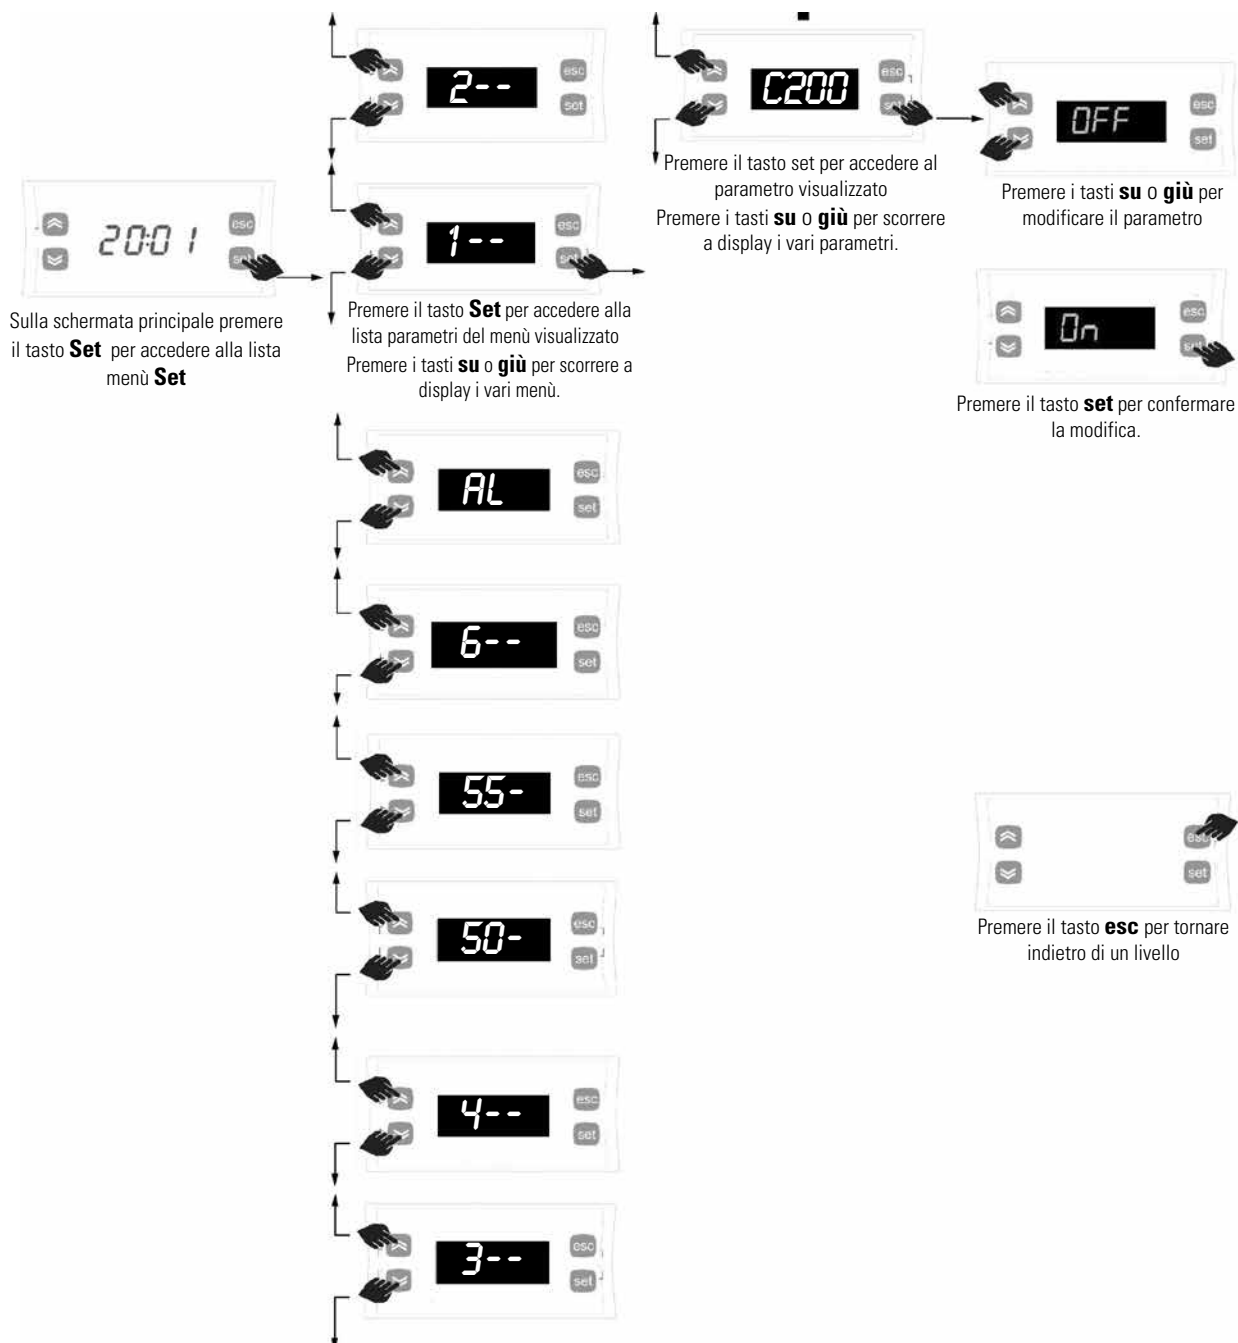 2--
esc
set
C200
esc
set
OFF
esc
set
Premere il tasto set per accedere al
parametro visualizzato
Premere i tasti su o giù per scorrere
a display i vari parametri.
Premere i tasti su o giù per
modificare il parametro
20:01
esc
set
1--
esc
set
Sulla schermata principale premere
il tasto Set per accedere alla lista
menù Set
Premere il tasto Set per accedere alla
lista parametri del menù visualizzato
Premere i tasti su o giù per scorrere a
display i vari menù.
On
esc
set
Premere il tasto set per confermare
la modifica.
AL
esc
set
6--
esc
set
55-
esc
set
50-
esc
set
esc
set
Premere il tasto esc per tornare
indietro di un livello
4--
esc
set
3--
esc
set